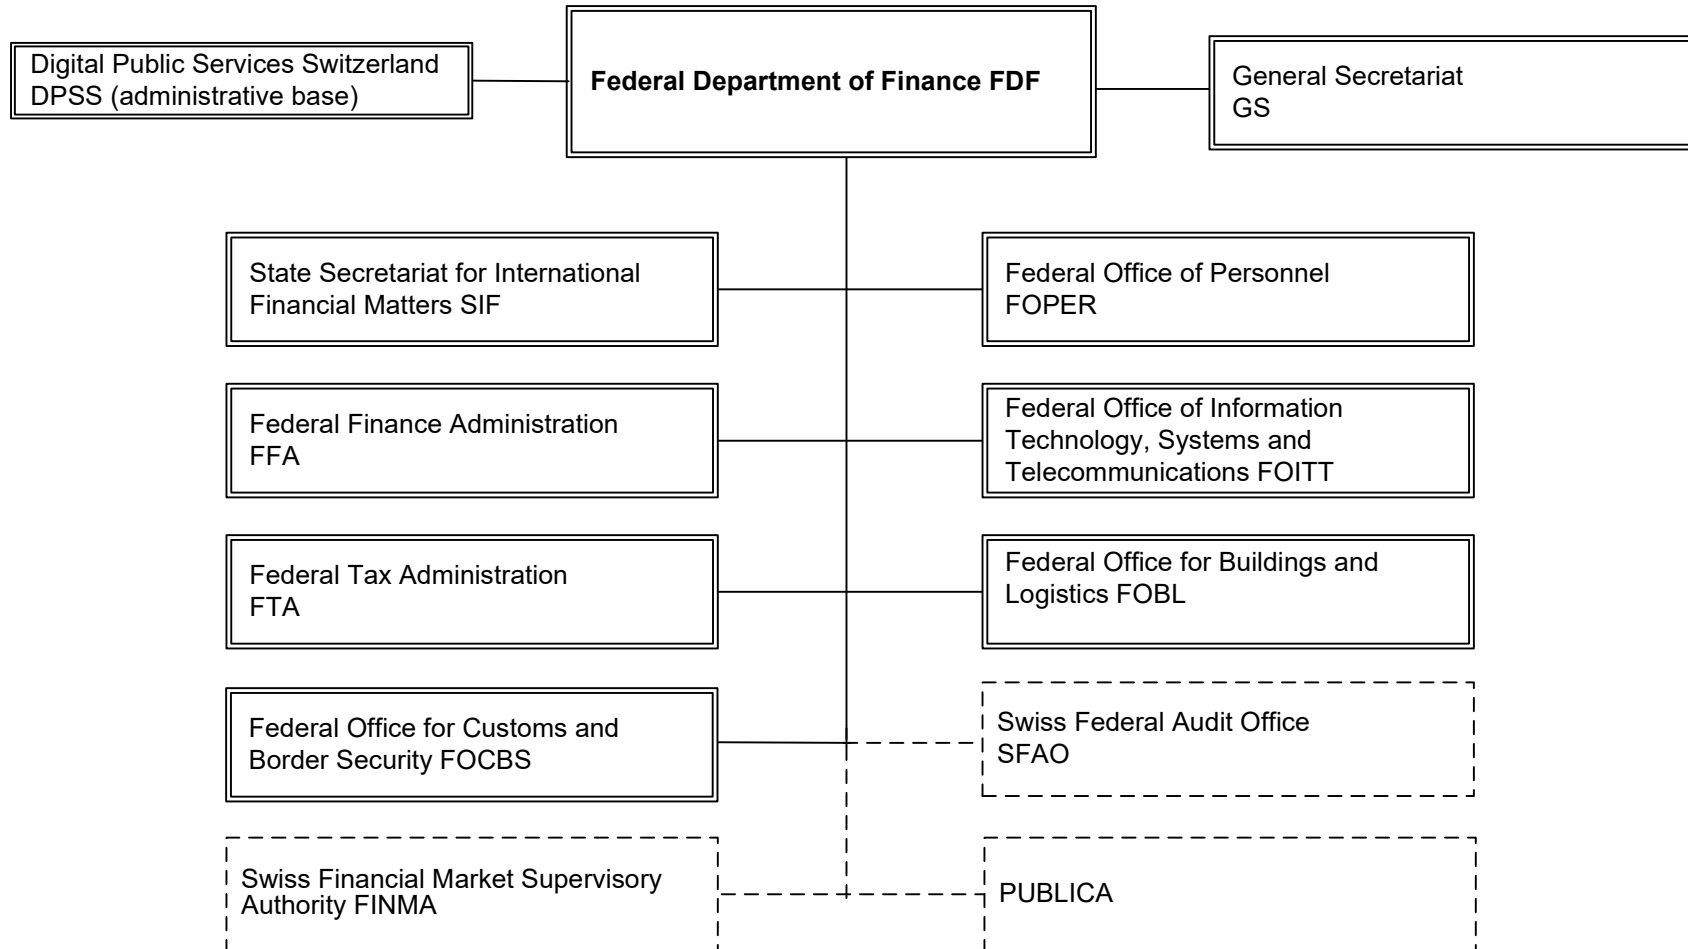 Digital Public Services Switzerland
DPSS (administrative base)
Federal Department of Finance FDF
General Secretariat
GS
State Secretariat for International
Financial Matters SIF
Federal Office of Personnel
FOPER
Federal Finance Administration
FFA
Federal Office of Information
Technology, Systems and
Telecommunications FOITT
Federal Tax Administration
FTA
Federal Office for Buildings and
Logistics FOBL
Federal Office for Customs and
Border Security FOCBS
Swiss Federal Audit Office
SFAO
Swiss Financial Market Supervisory
Authority FINMA
PUBLICA